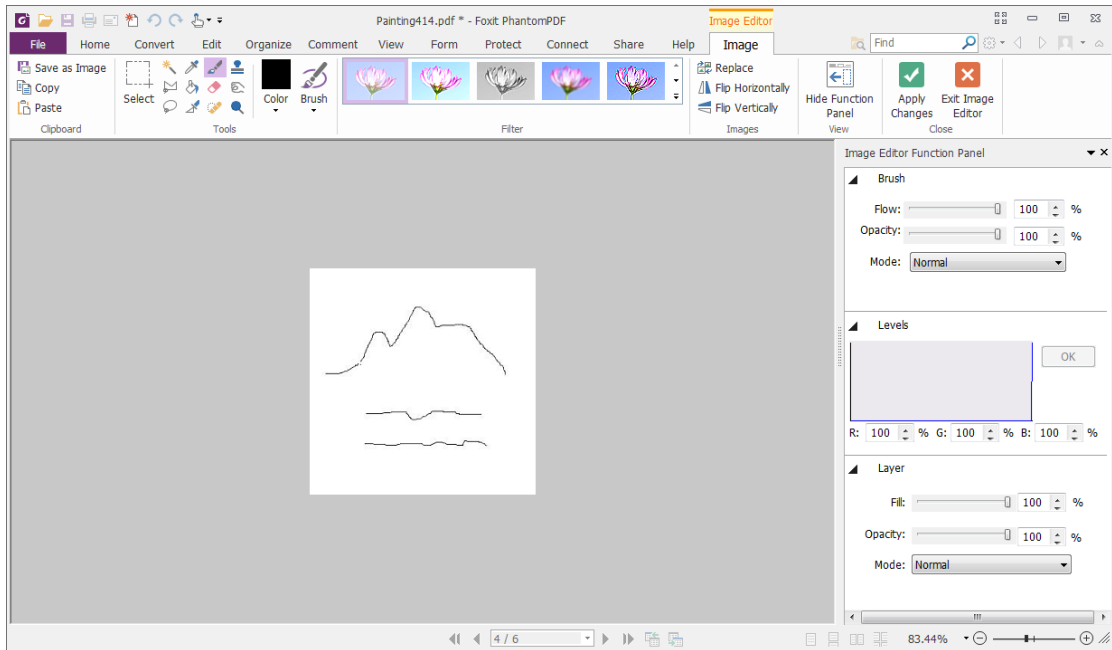 Painting414.pdf * - Foxit PhantomPDF
Image Editor
File Home Convert Edit Organize Comment View Form Protect Connect Share Help Image
Find
Save as Image
Copy
Paste
Clipboard
Select
Tools
Color
Brush
Filter
Replace
Flip Horizontally
Flip Vertically
Images
Hide Function
Panel
View
Apply
Changes
Exit Image
Editor
Close
Image Editor Function Panel
Brush
Flow: 100 %
Opacity: 100 %
Mode: Normal
Levels
OK
R: 100 % G: 100 % B: 100 %
Layer
Fill: 100 %
Opacity: 100 %
Mode: Normal
4 / 6
83.44%